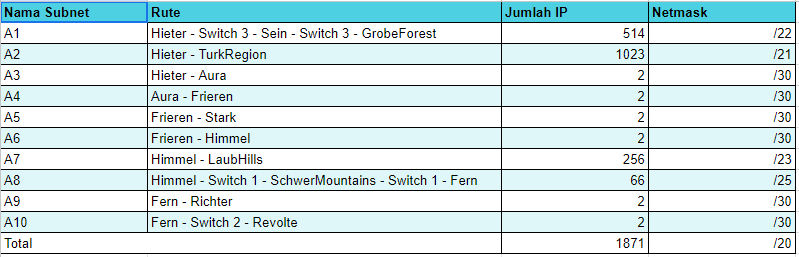 Nama Subnet Rute Jumlah IP Netmask
A1 Hieter - Switch 3 - Sein - Switch 3 - GrobeForest 514 /22
A2 Hieter - TurkRegion 1023 /21
A3 Hieter - Aura 2 /30
A4 Aura - Frieren 2 /30
A5 Frieren - Stark 2 /30
A6 Frieren - Himmel 2 /30
A7 Himmel - LaubHills 256 /23
A8 Himmel - Switch 1 - SchwerMountains - Switch 1 - Fern 66 /25
A9 Fern - Richter 2 /30
A10 Fern - Switch 2 - Revolte 2 /30
Total 1871 /20